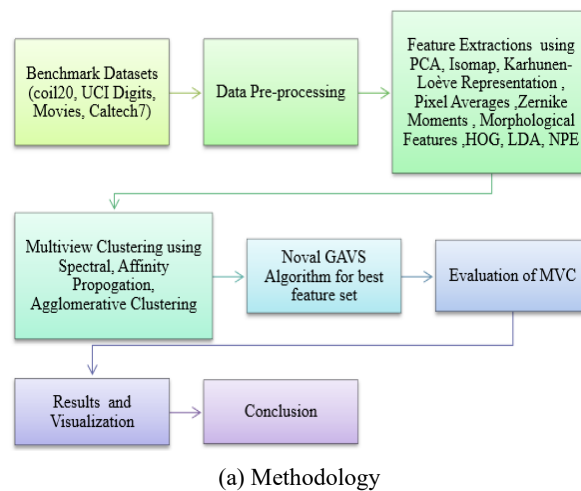 Benchmark Datasets
(coil20, UCI Digits,
Movies, Caltech7)
Data Pre-processing
Feature Extractions using
PCA, Isomap, Karhunen-
Loève Representation ,
Pixel Averages ,Zernike
Moments , Morphological
Features ,HOG, LDA, NPE
Multiview Clustering using
Spectral, Affinity
Propogation,
Agglomerative Clustering
Noval GAVS
Algorithm for best
feature set
Evaluation of MVC
Results and
Visualization
Conclusion
(a) Methodology